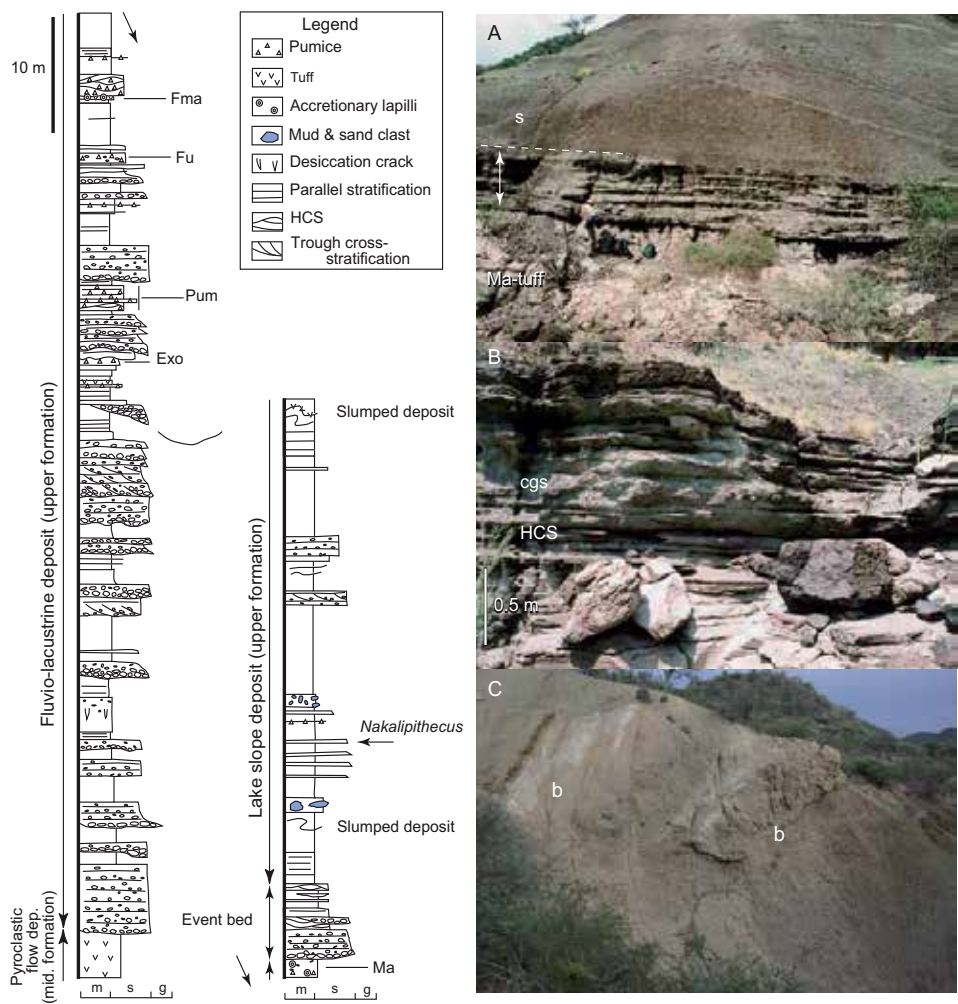 10 m
Fma
Fu
Pum
Exo
Fluvio-lacustrine deposit (upper formation)
Pyroclastic
flow dep.
(mid. formation)
m s g
Legend
Pumice
Tuff
Accretionary lapilli
Mud & sand clast
Desiccation crack
Parallel stratification
HCS
Trough cross-
stratification
Slumped deposit
Lake slope deposit (upper formation)
Nakalipithecus
Slumped deposit
Event bed
Ma
m s g
A
s
Ma-tuff
B
cgs
HCS
0.5 m
C
b
b